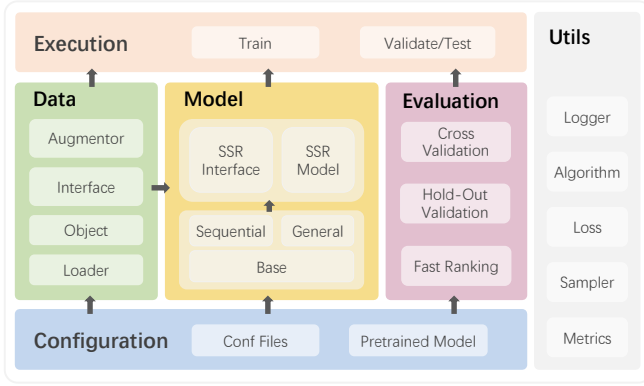 Execution
Train
Validate/Test
Utils
Data
Model
Evaluation
Augmentor
Interface
Object
Loader
SSR
Interface
SSR
Model
Sequential
General
Base
Cross
Validation
Hold-Out
Validation
Fast Ranking
Logger
Algorithm
Loss
Sampler
Metrics
Configuration
Conf Files
Pretrained Model